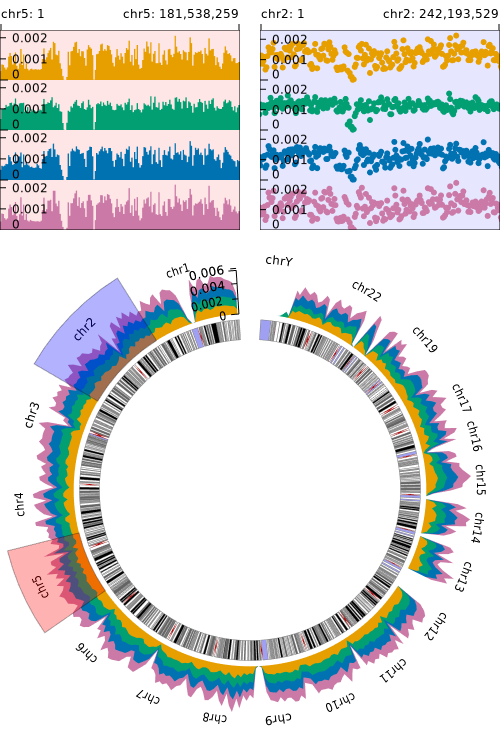 chr5: 1 chr5: 181,538,259 chr2: 1 chr2: 242,193,529
0.002 0.002
0.001 0.001
0 0
0.002 0.002
0.001 0.001
0 0
0.002 0.002
0.001 0.001
0 0
0.002 0.002
0.001 0.001
0 0
chr1
0.006
0.004
0.002
0
chrY
chr22
chr19
chr17
chr16
chr15
chr14
chr13
chr12
chr11
chr10
chr9
chr8
chr7
chr6
chr5
chr4
chr3
chr2